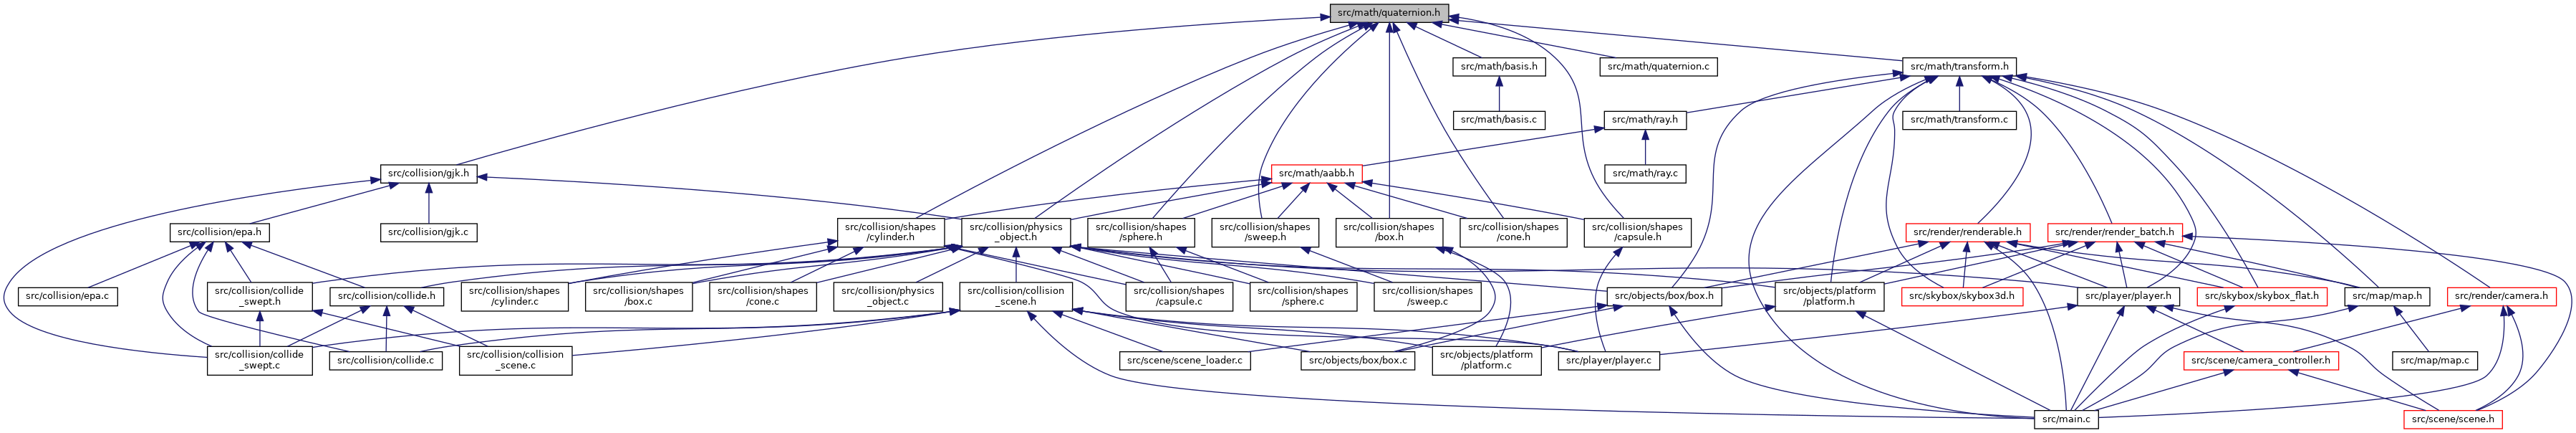 src/math/quaternion.h
src/math/basis.h
src/math/quaternion.c
src/math/transform.h
src/math/basis.c
src/math/ray.h
src/math/transform.c
src/collision/gjk.h
src/math/aabb.h
src/math/ray.c
src/collision/epa.h
src/collision/gjk.c
src/collision/shapes
/cylinder.h
src/collision/physics
_object.h
src/collision/shapes
/sphere.h
src/collision/shapes
/sweep.h
src/collision/shapes
/box.h
src/collision/shapes
/cone.h
src/collision/shapes
/capsule.h
src/render/renderable.h
src/render/render_batch.h
src/collision/epa.c
src/collision/collide
_swept.h
src/collision/collide.h
src/collision/shapes
/cylinder.c
src/collision/shapes
/box.c
src/collision/shapes
/cone.c
src/collision/physics
_object.c
src/collision/collision
_scene.h
src/collision/shapes
/capsule.c
src/collision/shapes
/sphere.c
src/collision/shapes
/sweep.c
src/objects/box/box.h
src/objects/platform
/platform.h
src/skybox/skybox3d.h
src/player/player.h
src/skybox/skybox_flat.h
src/map/map.h
src/render/camera.h
src/collision/collide
_swept.c
src/collision/collide.c
src/collision/collision
_scene.c
src/scene/scene_loader.c
src/objects/box/box.c
src/objects/platform
/platform.c
src/player/player.c
src/scene/camera_controller.h
src/map/map.c
src/main.c
src/scene/scene.h